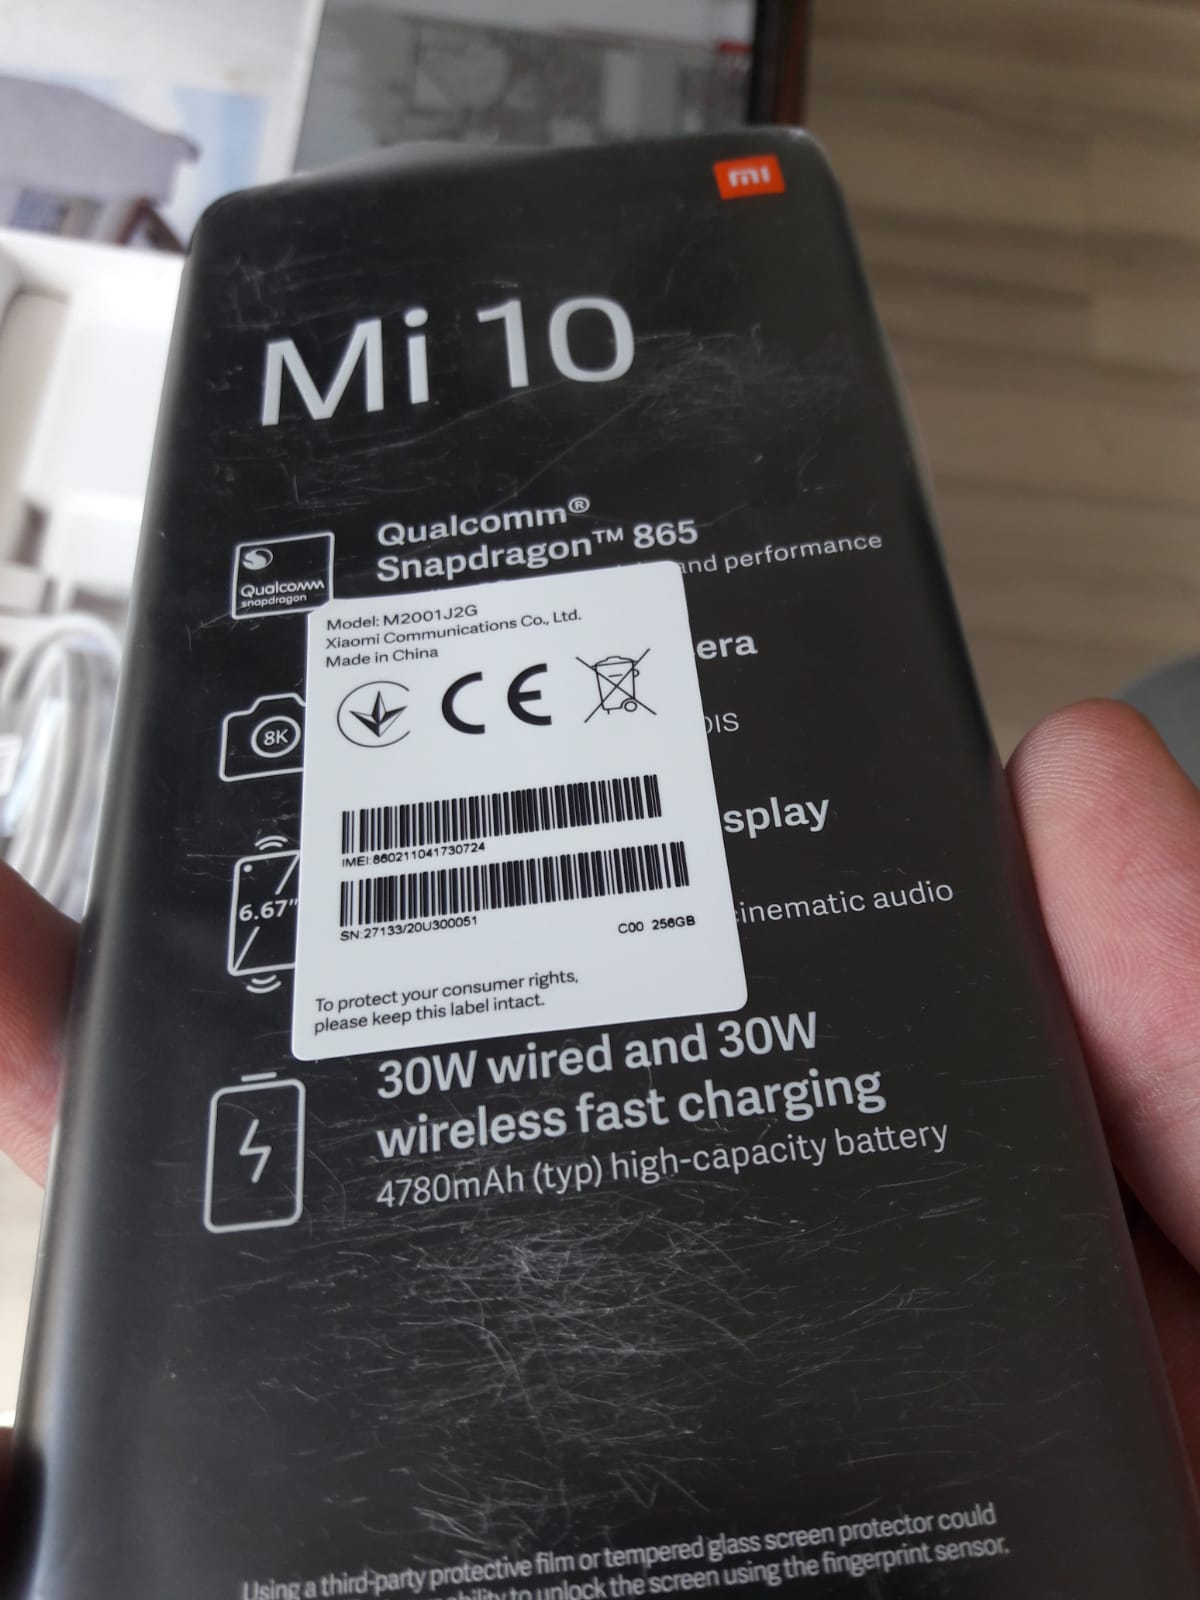 mi
Mi 10
Qualcomm®
Snapdragon™ 865
and performance
Qualcomm
snapdragon
Model: M2001J2G
Xiaomi Communications Co., Ltd.
Made in China
CE
era
8K
OIS
splay
6.67"
cinematic audio
IMEI:860211041730724
SN:27133/20U300051
C00 256GB
To protect your consumer rights,
please keep this label intact.
30W wired and 30W
wireless fast charging
4780mAh (typ) high-capacity battery
Using a third-party protective film or tempered glass screen protector could
to unlock the screen using the fingerprint sensor.